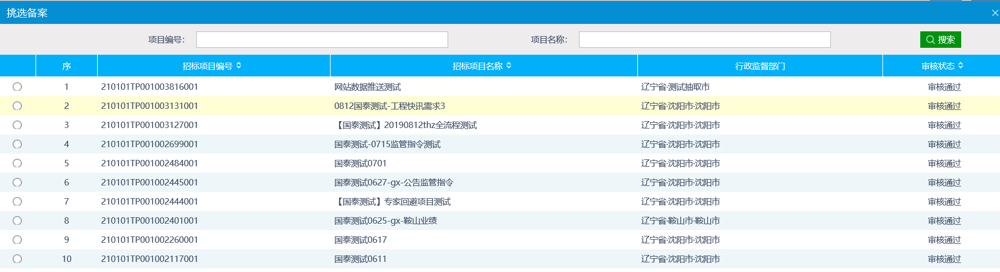 挑选备案
项目编号： 项目名称： 搜索
序 招标项目编号 招标项目名称 行政监督部门 审核状态
1 210101TP001003816001 网站数据推送测试 辽宁省·测试抽取市 审核通过
2 210101TP001003131001 0812国泰测试-工程快讯需求3 辽宁省·沈阳市·沈阳市 审核通过
3 210101TP001003127001 【国泰测试】20190812thz全流程测试 辽宁省·沈阳市·沈阳市 审核通过
4 210101TP001002699001 国泰测试-0715监管指令测试 辽宁省·沈阳市·沈阳市 审核通过
5 210101TP001002484001 国泰测试0701 辽宁省·沈阳市·沈阳市 审核通过
6 210101TP001002445001 国泰测试0627-gx-公告监管指令 辽宁省·沈阳市·沈阳市 审核通过
7 210101TP001002444001 【国泰测试】专家回避项目测试 辽宁省·沈阳市·沈阳市 审核通过
8 210101TP001002401001 国泰测试0625-gx-鞍山业绩 辽宁省·鞍山市·鞍山市 审核通过
9 210101TP001002260001 国泰测试0617 辽宁省·沈阳市·沈阳市 审核通过
10 210101TP001002117001 国泰测试0611 辽宁省·沈阳市·沈阳市 审核通过